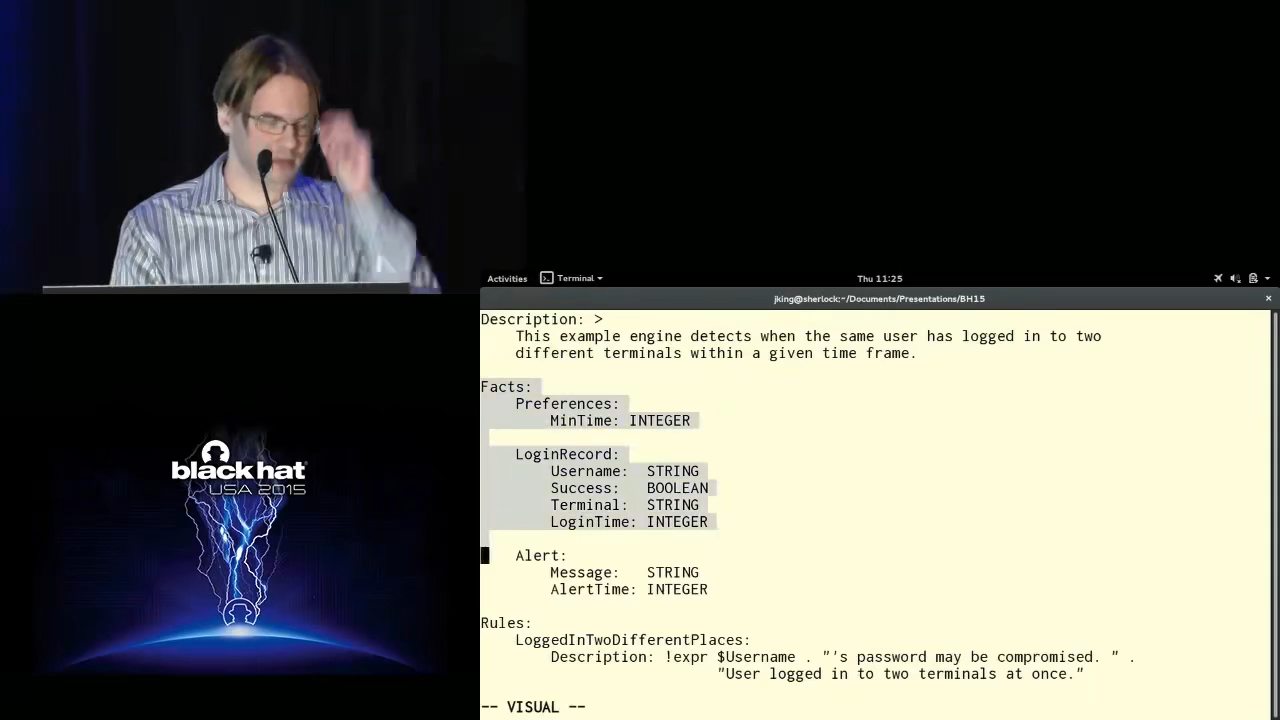 Activities Terminal Thu 11:25
jking@sherlock:~/Documents/Presentations/BH15
Description: >
This example engine detects when the same user has logged in to two
different terminals within a given time frame.
Facts:
Preferences:
MinTime: INTEGER
LoginRecord:
Username: STRING
Success: BOOLEAN
Terminal: STRING
LoginTime: INTEGER
Alert:
Message: STRING
AlertTime: INTEGER
Rules:
LoggedInTwoDifferentPlaces:
Description: !expr $Username . "'s password may be compromised. " .
"User logged in to two terminals at once."
-- VISUAL --
black hat
USA 2015